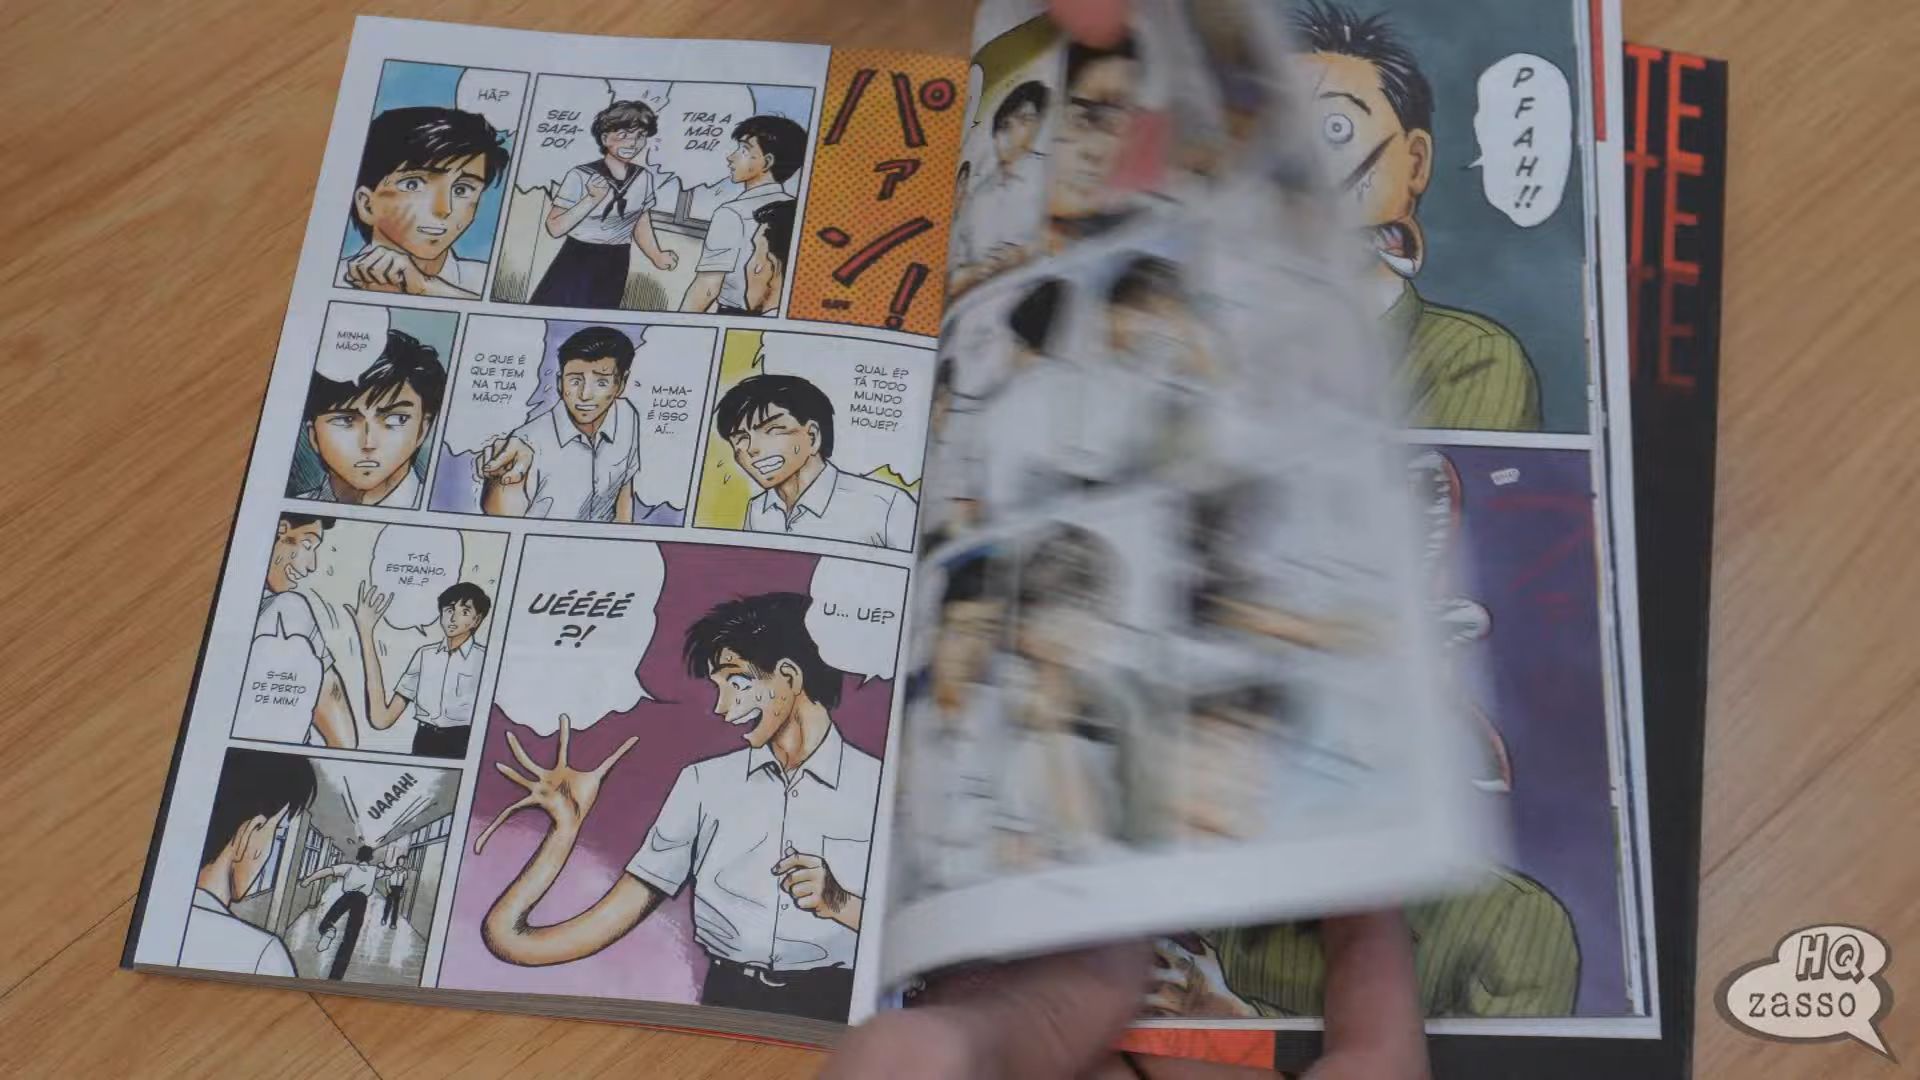 HÃ?
SEU
SAFA-
DO!
TIRA A
MÃO
DAÍ!
パァン!
MINHA
MÃO?
O QUE É
QUE TEM
NA TUA
MÃO?!
M-MA-
LUCO
É ISSO
AÍ...
QUAL É?
TÁ TODO
MUNDO
MALUCO
HOJE?!
T-TÁ
ESTRANHO,
NÉ...?
S-SAI
DE PERTO
DE MIM!
UÉÉÉÉ
?!
U... UÉ?
UAAAH!
P
F
A
H
!!
TE
TE
TE
HQ
zasso